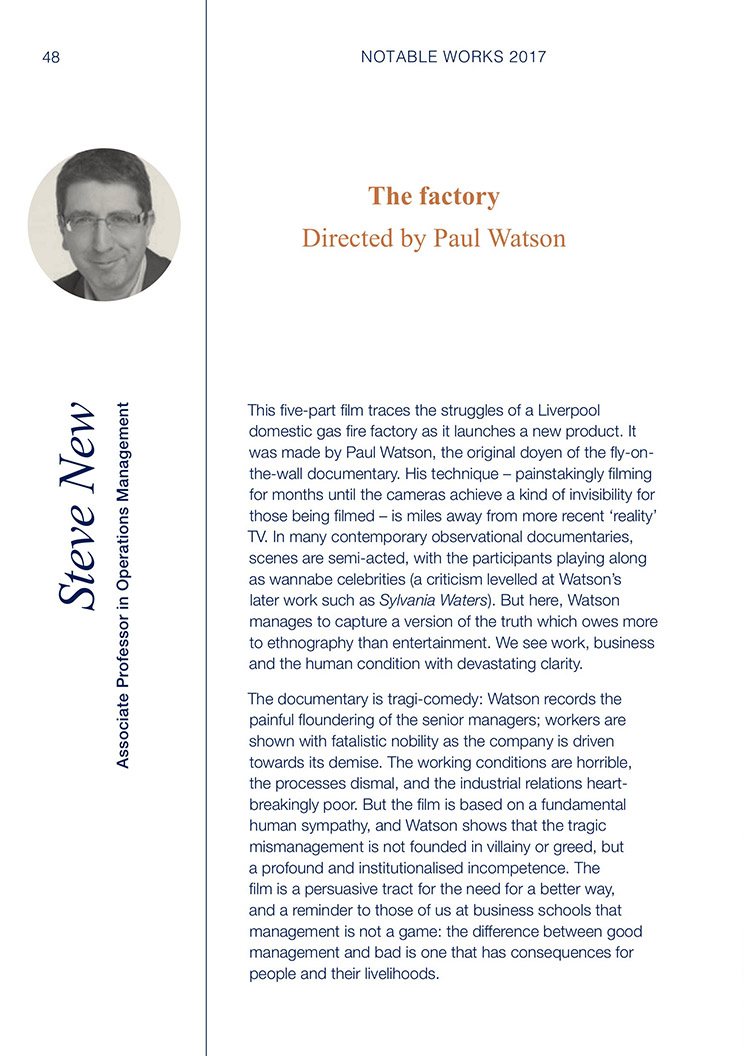 48
NOTABLE WORKS 2017
The factory
Directed by Paul Watson
Steve New
Associate Professor in Operations Management
This five-part film traces the struggles of a Liverpool
domestic gas fire factory as it launches a new product. It
was made by Paul Watson, the original doyen of the fly-on-
the-wall documentary. His technique – painstakingly filming
for months until the cameras achieve a kind of invisibility for
those being filmed – is miles away from more recent ‘reality’
TV. In many contemporary observational documentaries,
scenes are semi-acted, with the participants playing along
as wannabe celebrities (a criticism levelled at Watson’s
later work such as Sylvania Waters). But here, Watson
manages to capture a version of the truth which owes more
to ethnography than entertainment. We see work, business
and the human condition with devastating clarity.
The documentary is tragi-comedy: Watson records the
painful floundering of the senior managers; workers are
shown with fatalistic nobility as the company is driven
towards its demise. The working conditions are horrible,
the processes dismal, and the industrial relations heart-
breakingly poor. But the film is based on a fundamental
human sympathy, and Watson shows that the tragic
mismanagement is not founded in villainy or greed, but
a profound and institutionalised incompetence. The
film is a persuasive tract for the need for a better way,
and a reminder to those of us at business schools that
management is not a game: the difference between good
management and bad is one that has consequences for
people and their livelihoods.